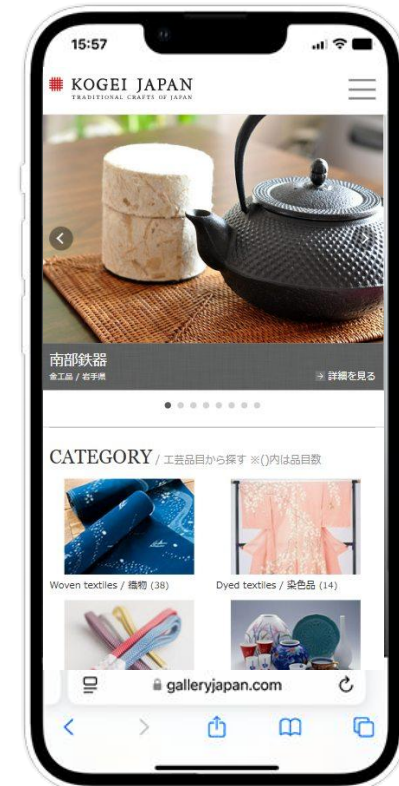 15:57
KOGEI JAPAN
TRADITIONAL CRAFTS OF JAPAN
南部鉄器
金工品 / 岩手県
詳細を見る
CATEGORY / 工芸品目から探す ※()内は品目数
Woven textiles / 織物 (38)
Dyed textiles / 染色品 (14)
galleryjapan.com